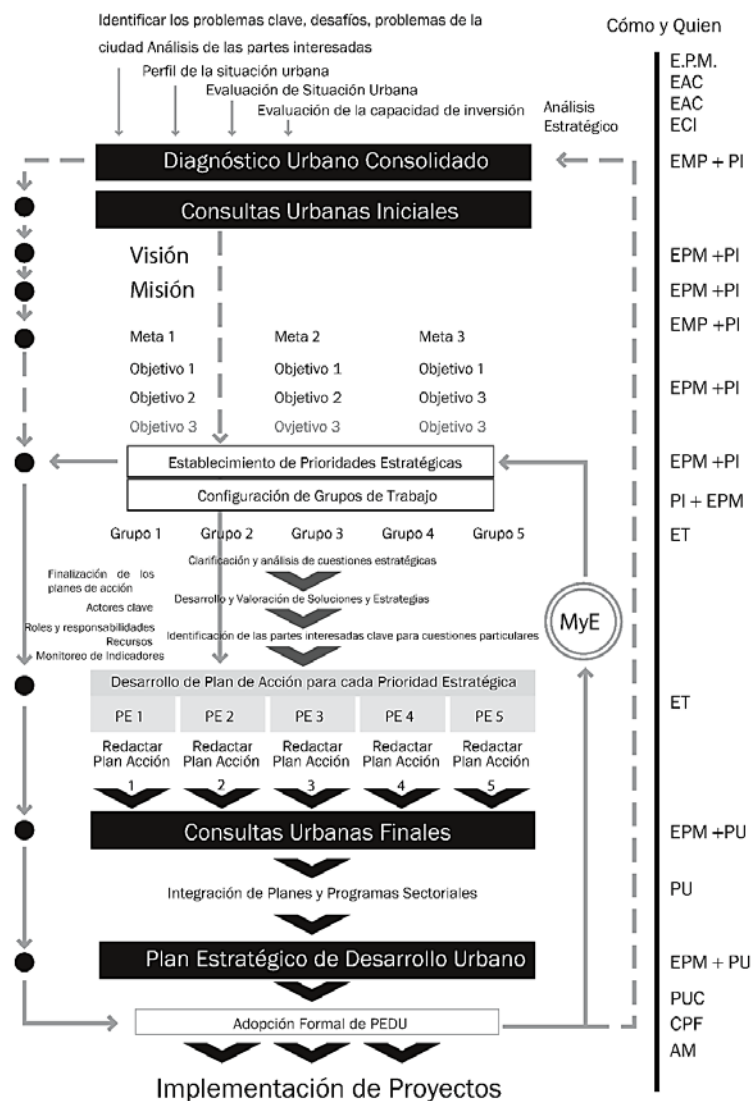 Identificar los problemas clave, desafíos, problemas de la
ciudad Análisis de las partes interesadas
Perfil de la situación urbana
Evaluación de Situación Urbana
Evaluación de la capacidad de inversión
Análisis
Estratégico
Cómo y Quien
E.P.M.
EAC
EAC
ECI
Diagnóstico Urbano Consolidado
EMP + PI
Consultas Urbanas Iniciales
Visión
EPM +PI
Misión
EPM +PI
EMP +PI
Meta 1
Meta 2
Meta 3
Objetivo 1
Objetivo 1
Objetivo 1
EPM +PI
Objetivo 2
Objetivo 2
Objetivo 3
Objetivo 3
Ovjetivo 3
Objetivo 3
Establecimiento de Prioridades Estratégicas
EPM +PI
Configuración de Grupos de Trabajo
PI + EPM
Grupo 1
Grupo 2
Grupo 3
Grupo 4
Grupo 5
ET
Clarificación y análisis de cuestiones estratégicas
Finalización de los
planes de acción
Actores clave
Roles y responsabilidades
Recursos
Monitoreo de Indicadores
Desarrollo y Valoración de Soluciones y Estrategias
Identificación de las partes interesadas clave para cuestiones particulares
MyE
Desarrollo de Plan de Acción para cada Prioridad Estratégica
ET
PE 1
PE 2
PE 3
PE 4
PE 5
Redactar
Plan Acción
1
Redactar
Plan Acción
2
Redactar
Plan Acción
3
Redactar
Plan Acción
4
Redactar
Plan Acción
5
Consultas Urbanas Finales
EPM +PU
Integración de Planes y Programas Sectoriales
PU
Plan Estratégico de Desarrollo Urbano
EPM + PU
PUC
Adopción Formal de PEDU
CPF
AM
Implementación de Proyectos